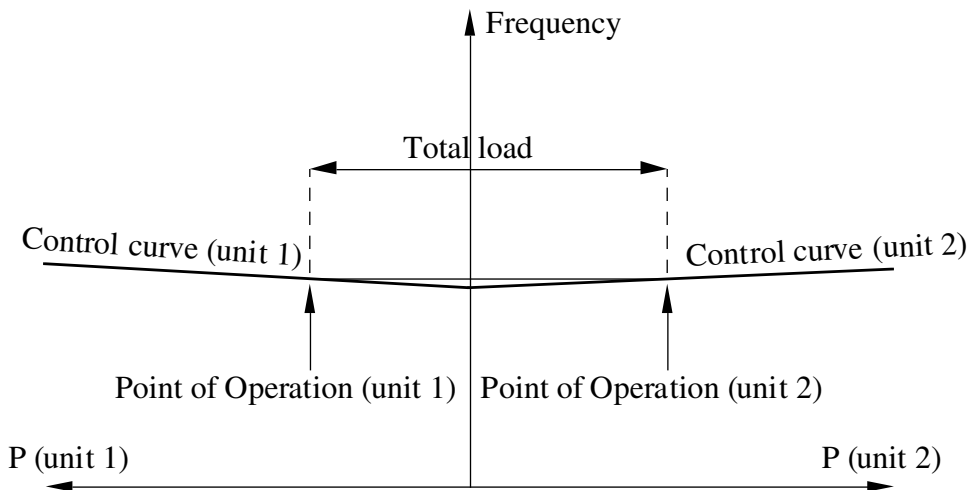 Frequency
Total load
Control curve (unit 1)
Control curve (unit 2)
Point of Operation (unit 1)
Point of Operation (unit 2)
P (unit 1)
P (unit 2)